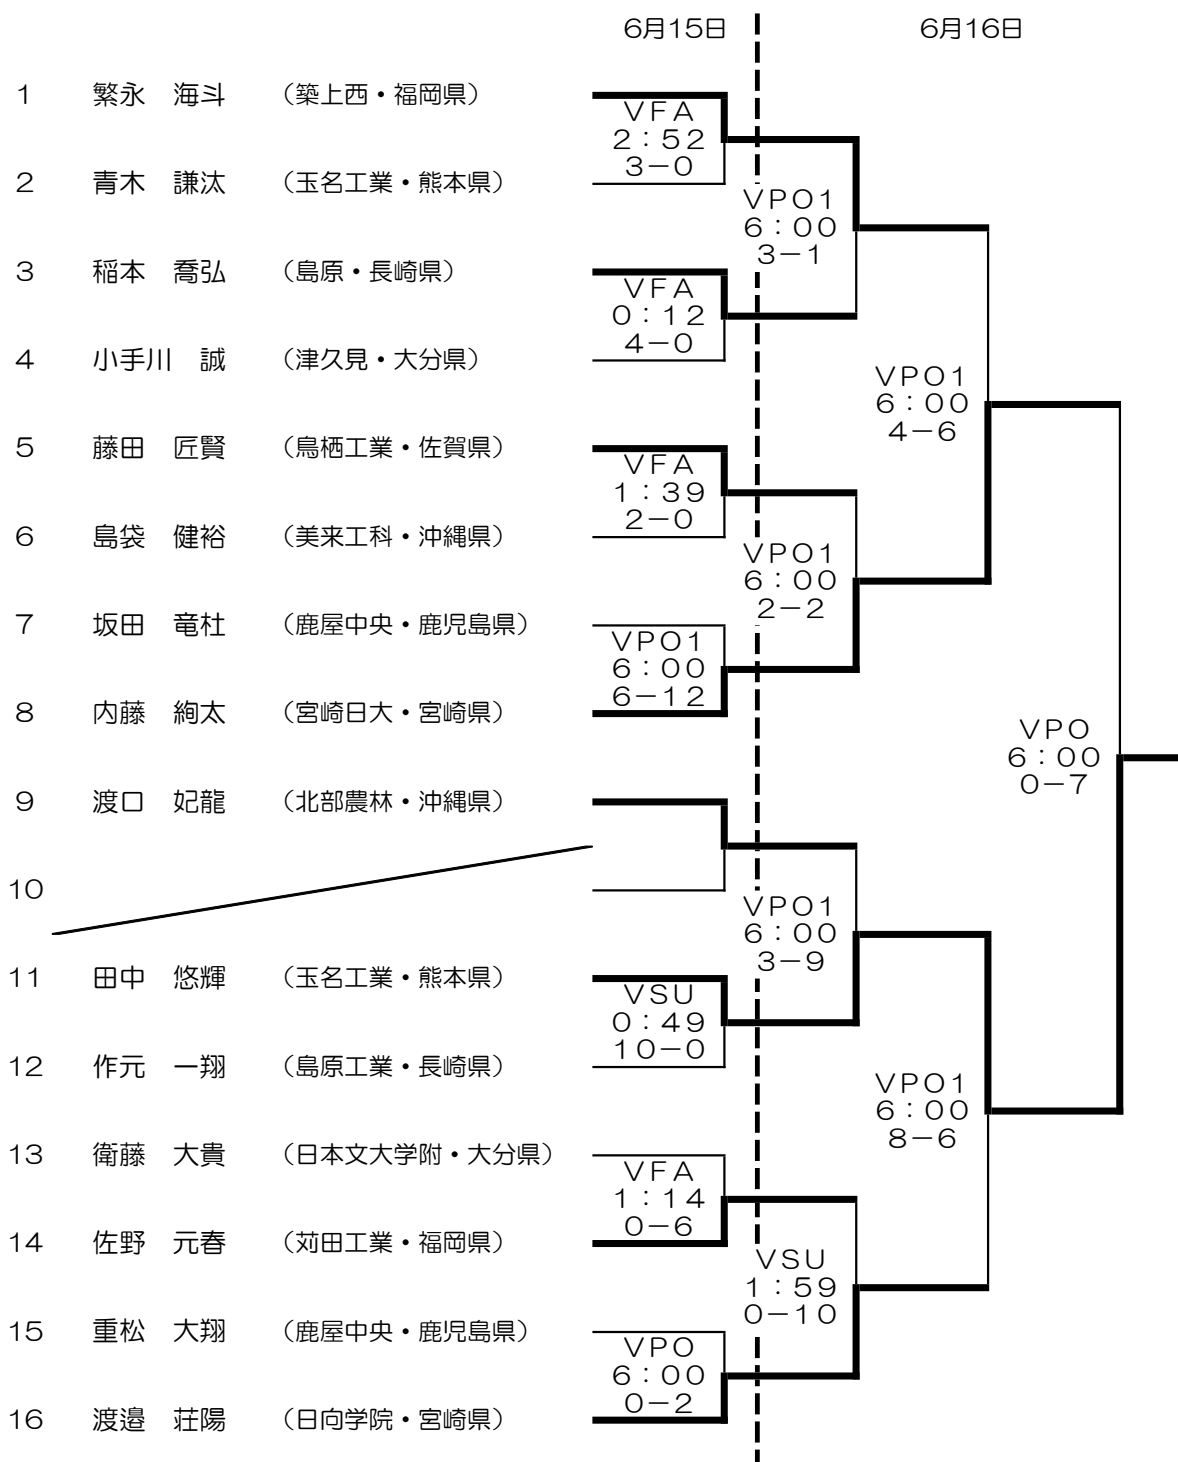 6月15日 6月16日
1 繁永 海斗 （築上西・福岡県）
VFA
2：52
3－0
2 青木 謙汰 （玉名工業・熊本県）
VPO1
6：00
3－1
3 稲本 喬弘 （島原・長崎県）
VFA
0：12
4－0
4 小手川 誠 （津久見・大分県）
VPO1
6：00
4－6
5 藤田 匠賢 （鳥栖工業・佐賀県）
VFA
1：39
2－0
6 島袋 健裕 （美来工科・沖縄県）
VPO1
6：00
2－2
7 坂田 竜杜 （鹿屋中央・鹿児島県）
VPO1
6：00
6－12
8 内藤 絢太 （宮崎日大・宮崎県）
VPO
6：00
0－7
9 渡口 妃龍 （北部農林・沖縄県）
10
VPO1
6：00
3－9
11 田中 悠輝 （玉名工業・熊本県）
VSU
0：49
10－0
12 作元 一翔 （島原工業・長崎県）
VPO1
6：00
8－6
13 衛藤 大貴 （日本文大学附・大分県）
VFA
1：14
0－6
14 佐野 元春 （苅田工業・福岡県）
VSU
1：59
0－10
15 重松 大翔 （鹿屋中央・鹿児島県）
VPO
6：00
0－2
16 渡邉 荘陽 （日向学院・宮崎県）